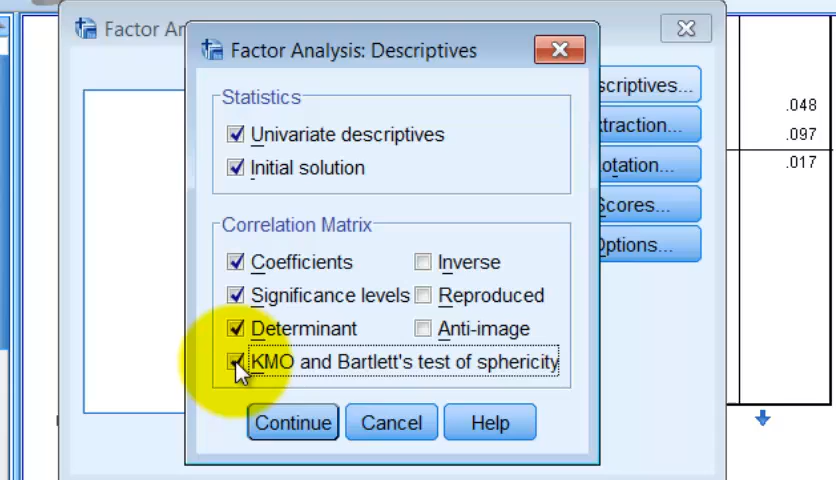 Factor An
Factor Analysis: Descriptives
Statistics
Univariate descriptives
Initial solution
Correlation Matrix
Coefficients
Inverse
Significance levels
Reproduced
Determinant
Anti-image
KMO and Bartlett's test of sphericity
Continue
Cancel
Help
scriptives...
traction...
otation...
Scores...
Options...
.048
.097
.017